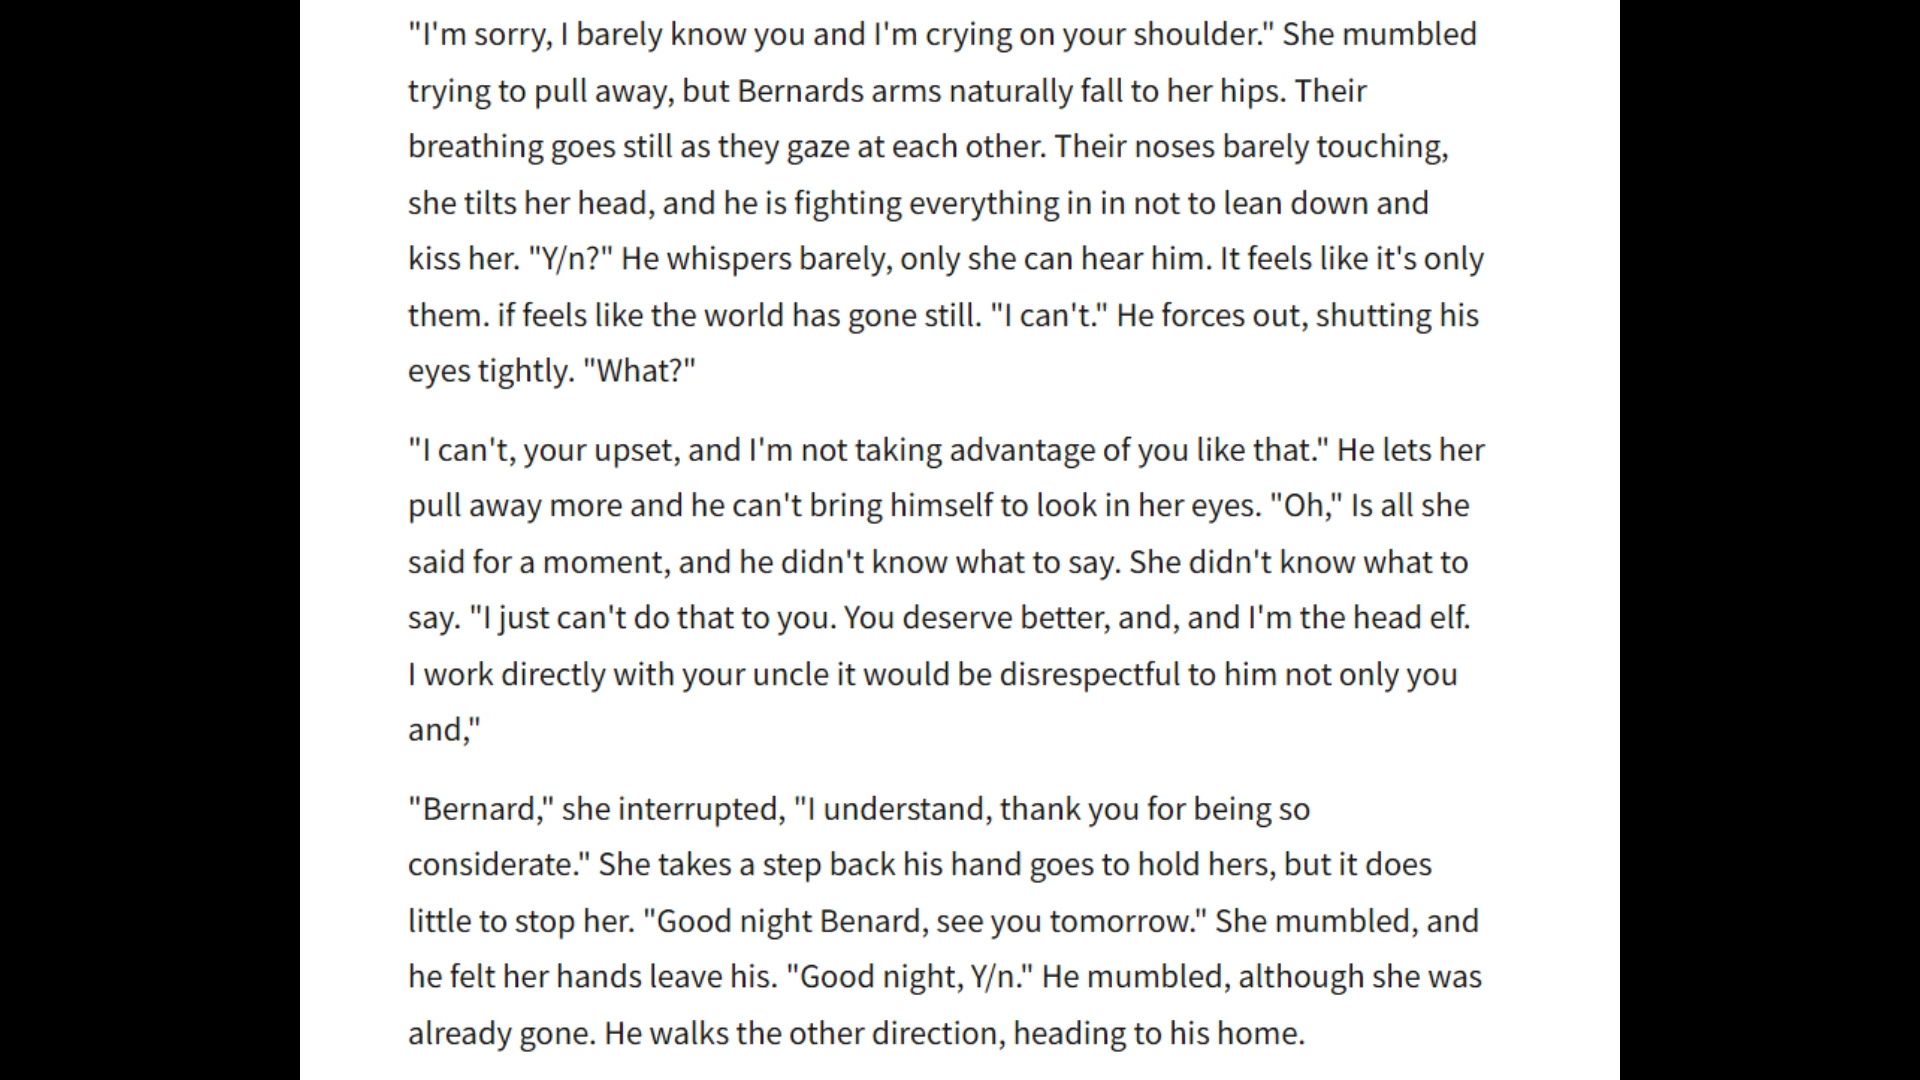 "I'm sorry, I barely know you and I'm crying on your shoulder." She mumbled
trying to pull away, but Bernards arms naturally fall to her hips. Their
breathing goes still as they gaze at each other. Their noses barely touching,
she tilts her head, and he is fighting everything in in not to lean down and
kiss her. "Y/n?" He whispers barely, only she can hear him. It feels like it's only
them. if feels like the world has gone still. "I can't." He forces out, shutting his
eyes tightly. "What?"
"I can't, your upset, and I'm not taking advantage of you like that." He lets her
pull away more and he can't bring himself to look in her eyes. "Oh," Is all she
said for a moment, and he didn't know what to say. She didn't know what to
say. "I just can't do that to you. You deserve better, and, and I'm the head elf.
I work directly with your uncle it would be disrespectful to him not only you
and,"
"Bernard," she interrupted, "I understand, thank you for being so
considerate." She takes a step back his hand goes to hold hers, but it does
little to stop her. "Good night Benard, see you tomorrow." She mumbled, and
he felt her hands leave his. "Good night, Y/n." He mumbled, although she was
already gone. He walks the other direction, heading to his home.